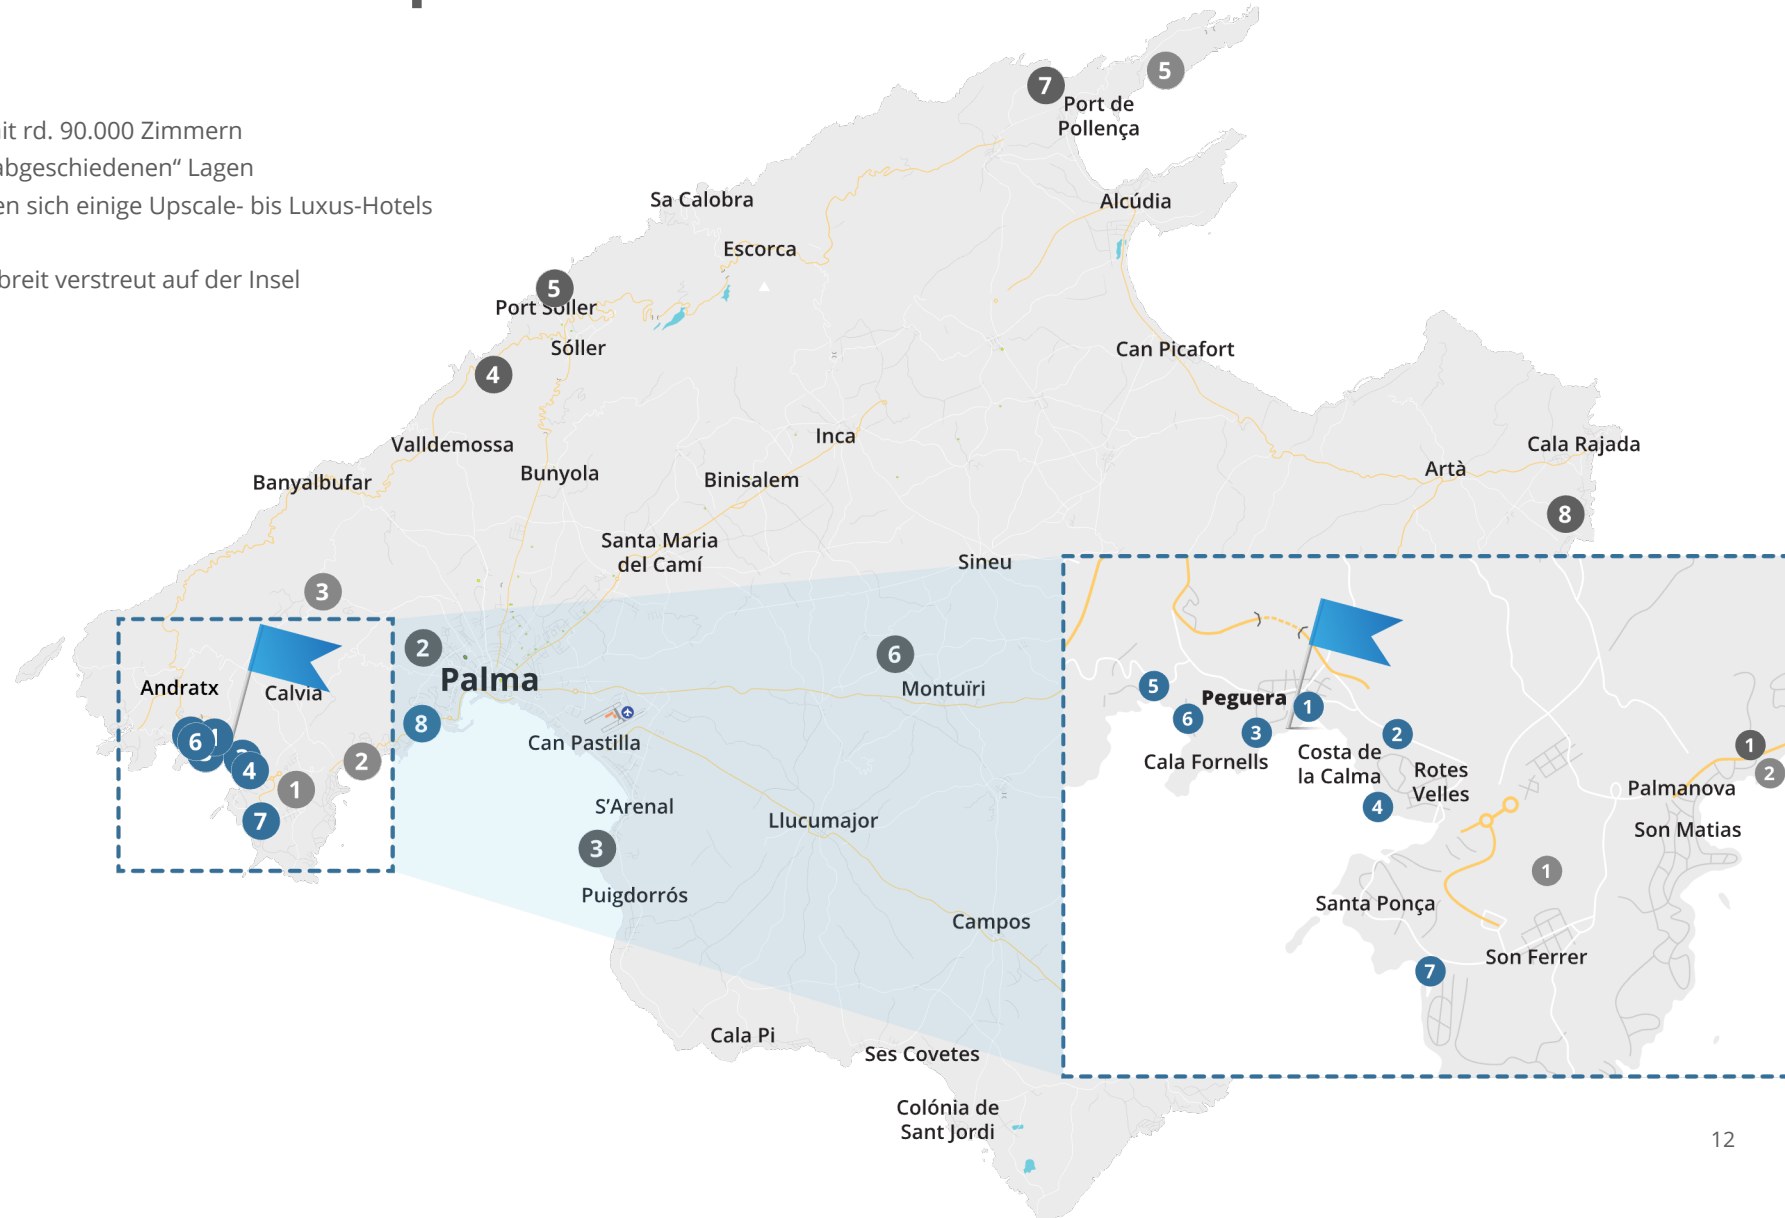 it rd. 90.000 Zimmern
abgeschiedenen“ Lagen
en sich einige Upscale- bis Luxus-Hotels
breit verstreut auf der Insel
7
5
Port de
Pollença
Sa Calobra
Alcúdia
Escorca
5
Port Sóller
Sóller
Can Picafort
4
Valldemossa
Inca
Cala Rajada
Bunyola
Binisalem
Artà
Banyalbufar
8
Santa Maria
del Camí
Sineu
3
2
6
Palma
Montuïri
Andratx
Calvia
8
Can Pastilla
6
1
2
4
1
7
S’Arenal
Llucumajor
3
Puigdorrós
Campos
Cala Pi
Ses Covetes
Colónia de
Sant Jordi
5
Peguera
1
6
3
2
Cala Fornells
Costa de
la Calma
Rotes
Velles
4
1
2
Palmanova
Son Matias
1
Santa Ponça
Son Ferrer
7
12